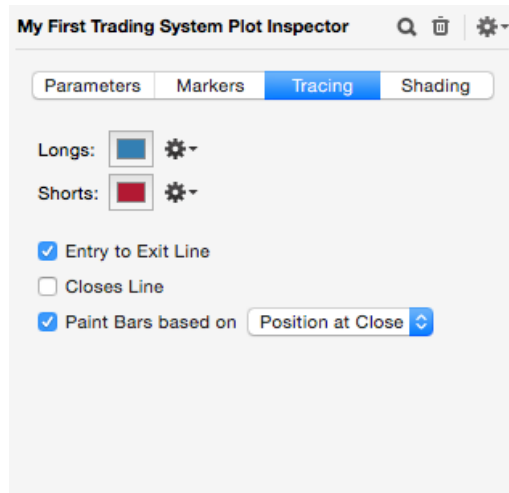 My First Trading System Plot Inspector
Parameters Markers Tracing Shading
Longs:
Shorts:
Entry to Exit Line
Closes Line
Paint Bars based on Position at Close